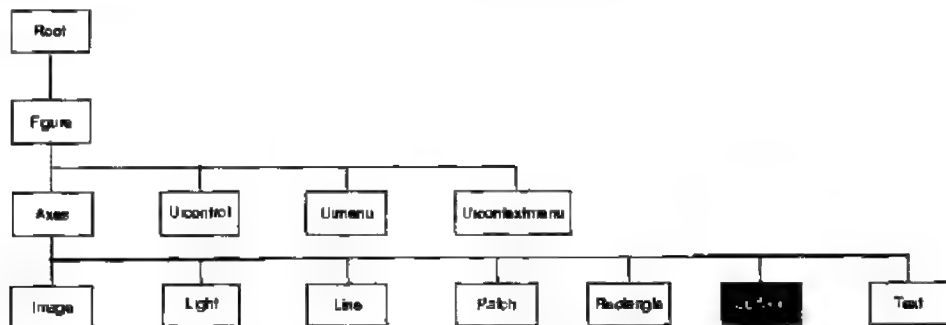 Root
Figure
Axes Uicontrol Uimenu Uicontextmenu
Image Light Line Patch Rectangle Text